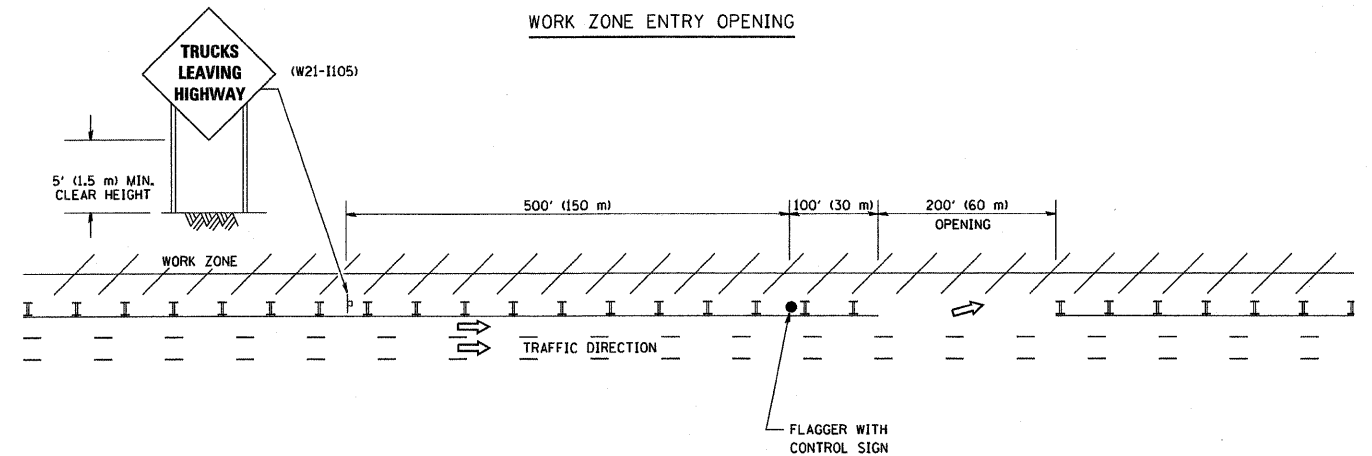 WORK ZONE ENTRY OPENING
TRUCKS
LEAVING
HIGHWAY
(W21-I105)
5' (1.5 m) MIN.
CLEAR HEIGHT
500' (150 m)
100' (30 m)
200' (60 m)
OPENING
WORK ZONE
TRAFFIC DIRECTION
FLAGGER WITH
CONTROL SIGN